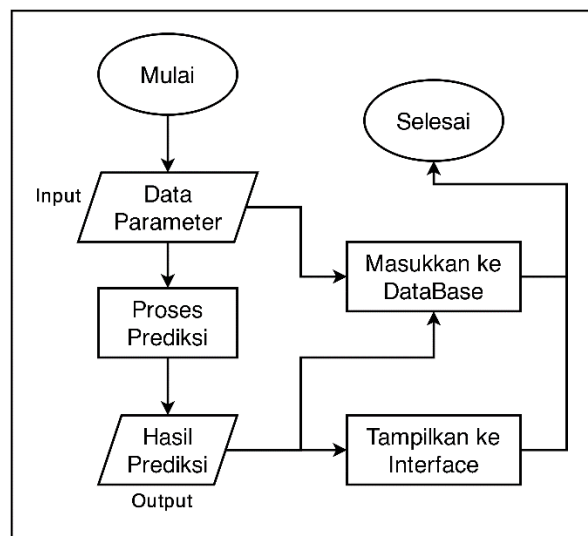 Mulai
Selesai
Input
Data
Parameter
Masukkan ke
DataBase
Proses
Prediksi
Hasil
Prediksi
Output
Tampilkan ke
Interface